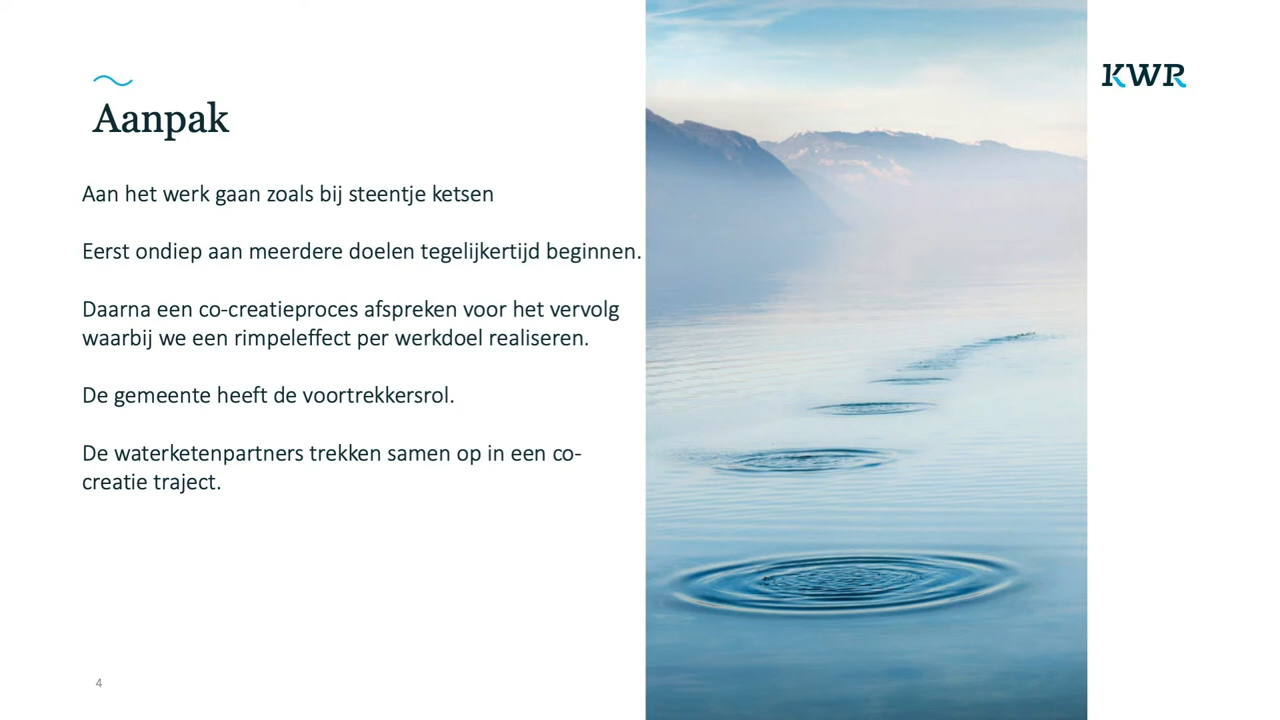 KWR
Aanpak
Aan het werk gaan zoals bij steentje ketsen
Eerst ondiep aan meerdere doelen tegelijkertijd beginnen.
Daarna een co-creatieproces afspreken voor het vervolg
waarbij we een rimpeleffect per werkdoel realiseren.
De gemeente heeft de voortrekkersrol.
De waterketenpartners trekken samen op in een co-
creatie traject.
4